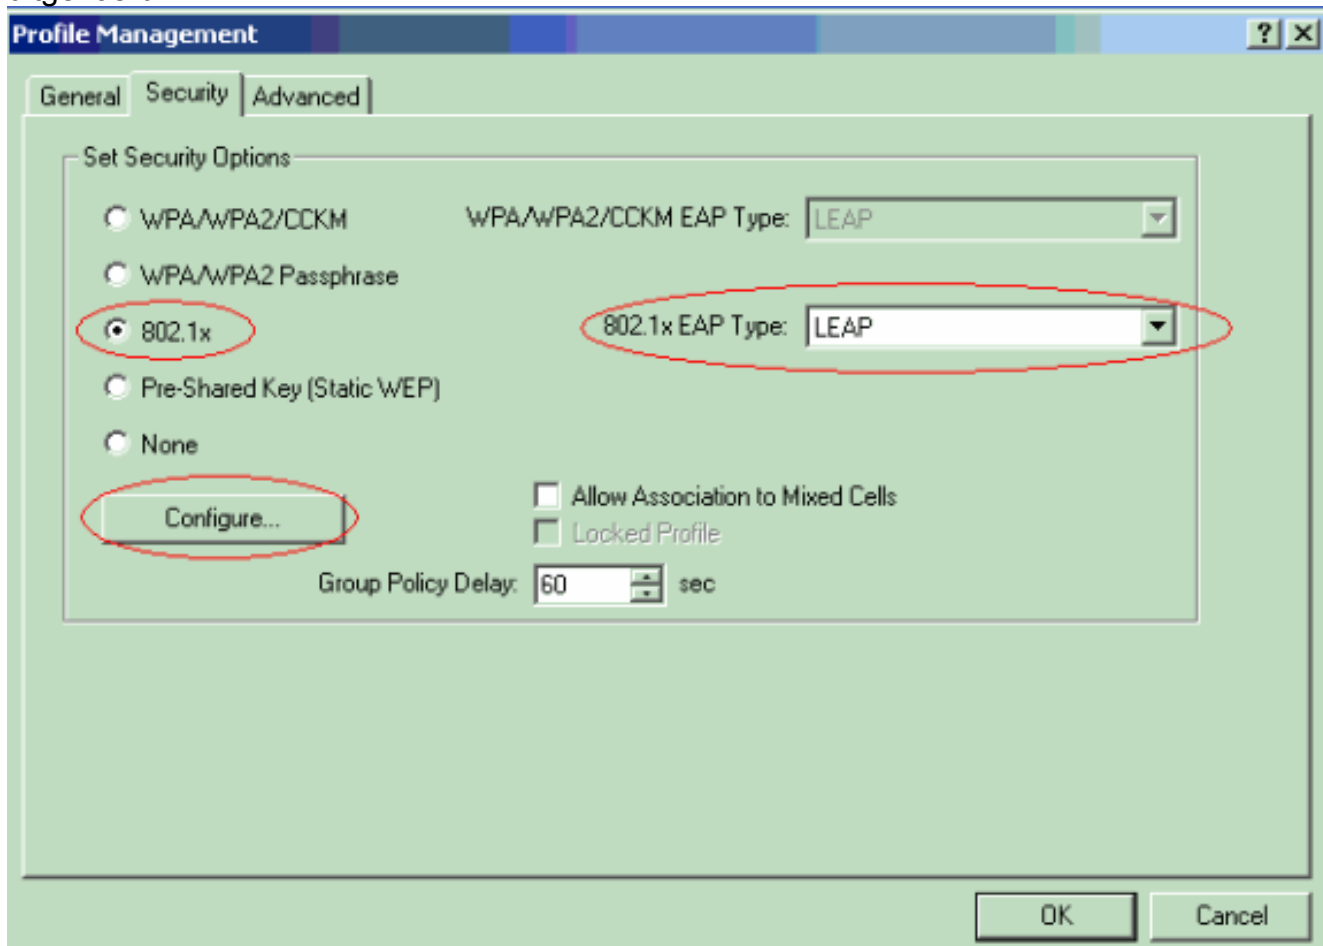 Profile Management
General Security Advanced
Set Security Options
WPA/WPA2/CCKM WPA/WPA2/CCKM EAP Type: LEAP
WPA/WPA2 Passphrase
802.1x 802.1x EAP Type: LEAP
Pre-Shared Key (Static WEP)
None
Configure... Allow Association to Mixed Cells
Locked Profile
Group Policy Delay: 60 sec
OK Cancel